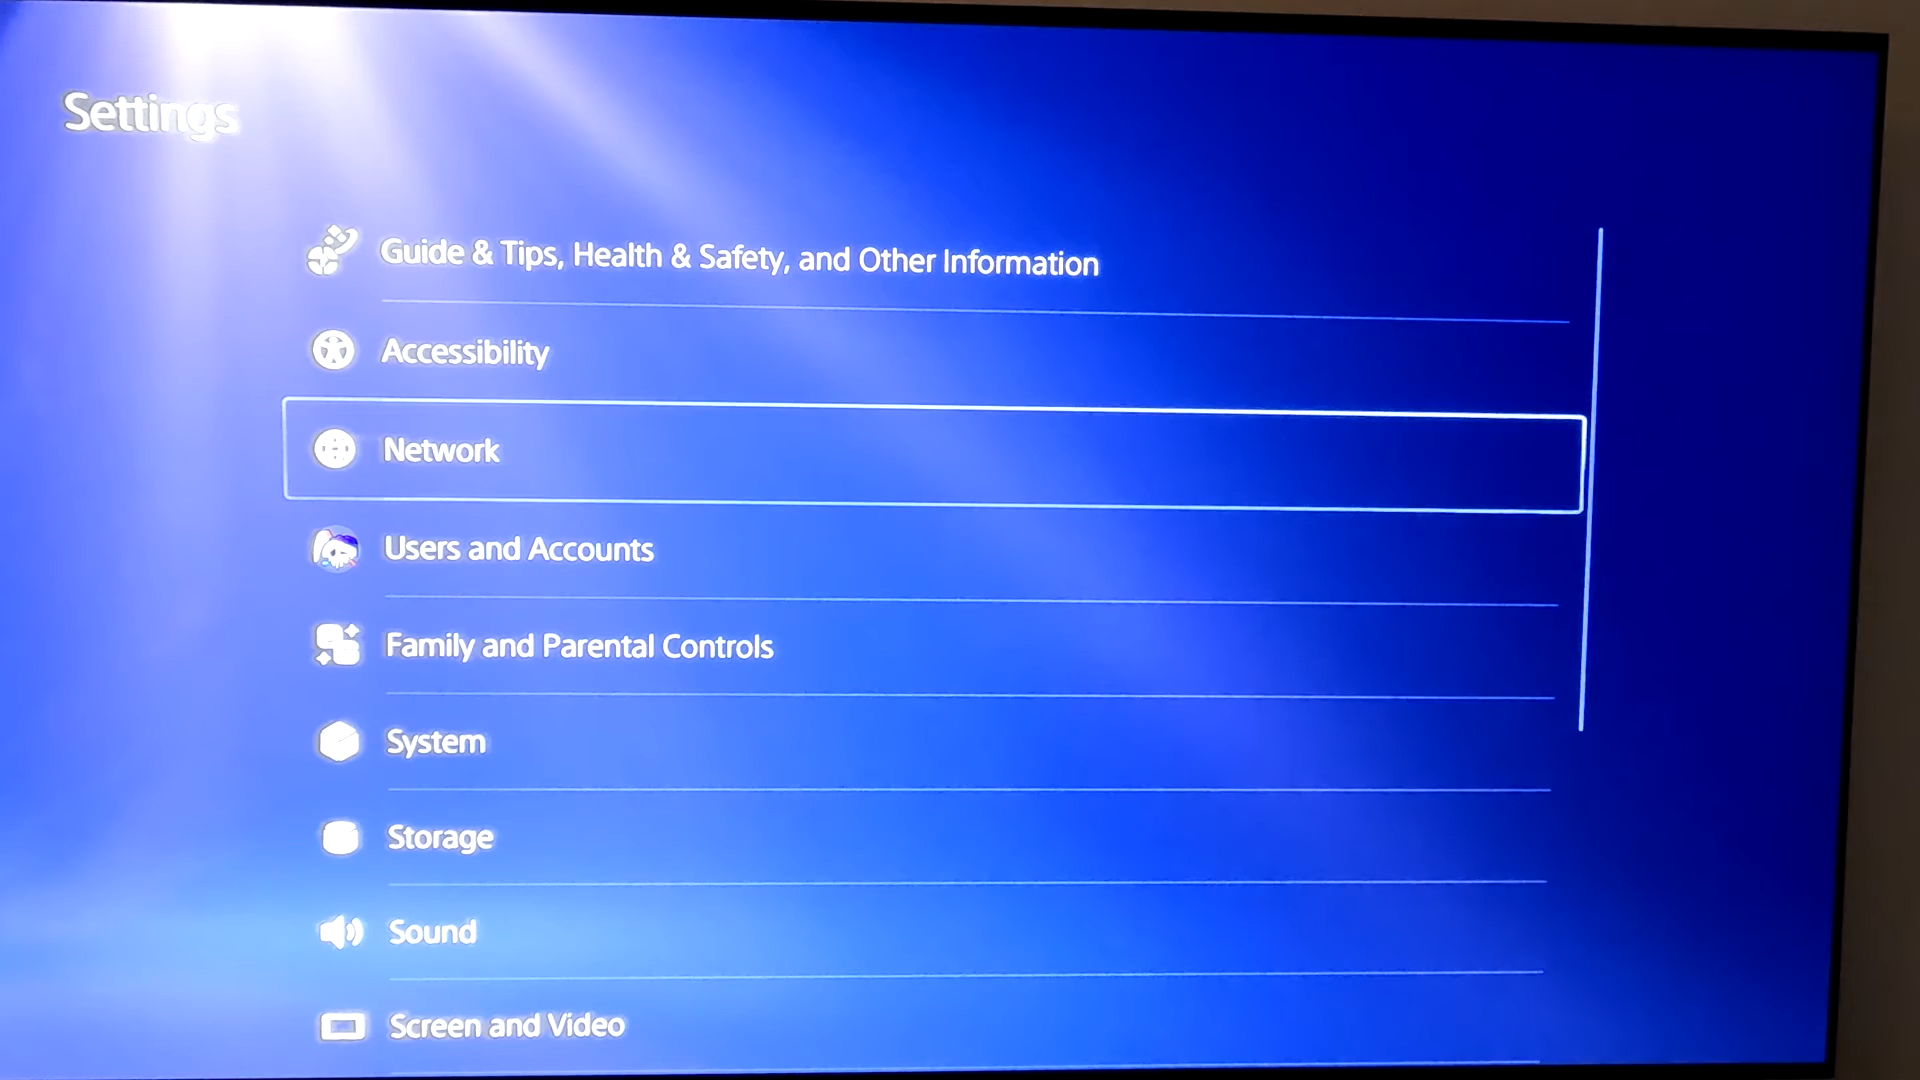 Settings
Guide & Tips, Health & Safety, and Other Information
Accessibility
Network
Users and Accounts
Family and Parental Controls
System
Storage
Sound
Screen and Video